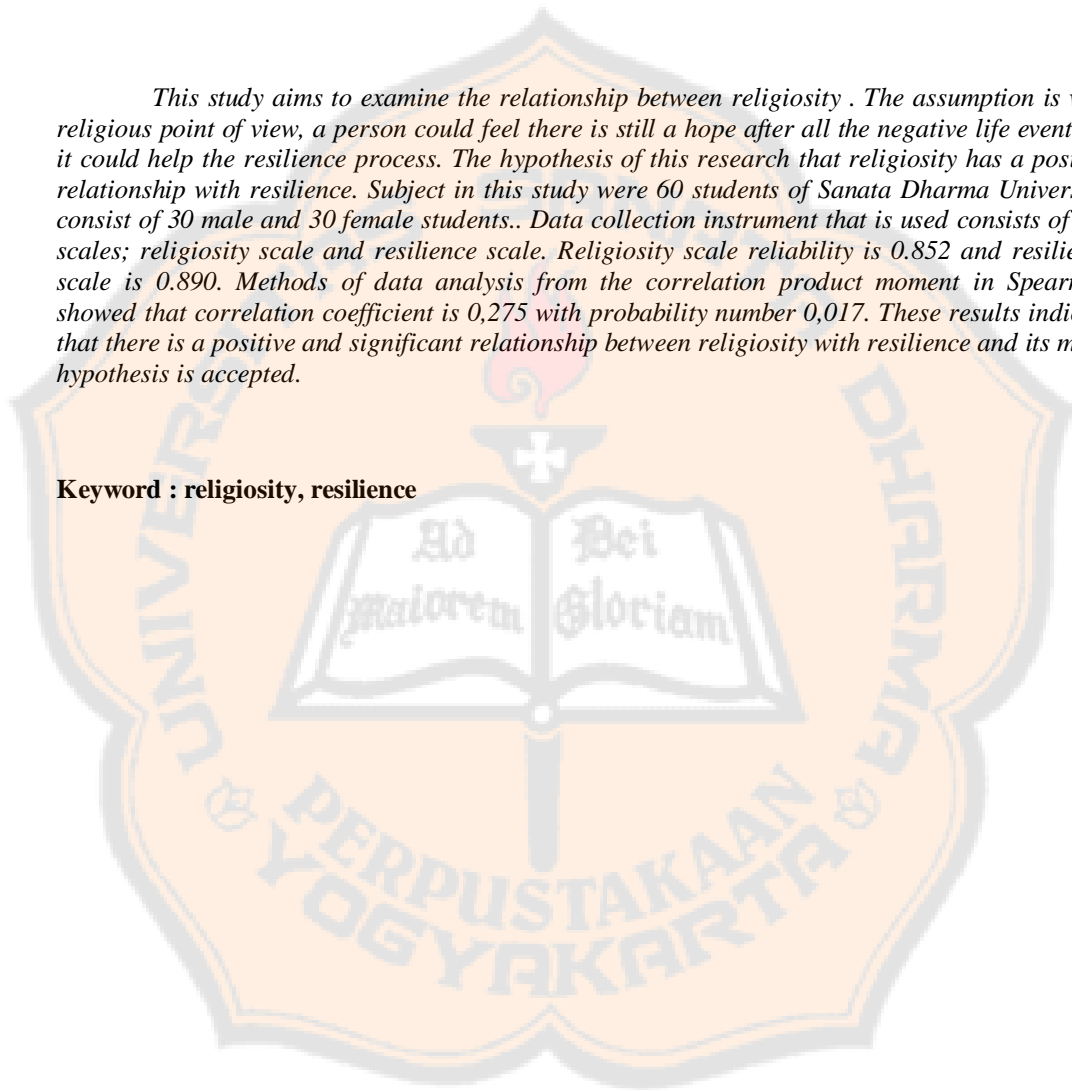 This study aims to examine the relationship between religiosity . The assumption is
religious point of view, a person could feel there is still a hope after all the negative life
it could help the resilience process. The hypothesis of this research that religiosity has a
relationship with resilience. Subject in this study were 60 students of Sanata Dharma
consist of 30 male and 30 female students.. Data collection instrument that is used consists of
scales; religiosity scale and resilience scale. Religiosity scale reliability is 0.852 and
scale is 0.890. Methods of data analysis from the correlation product moment in
showed that correlation coefficient is 0,275 with probability number 0,017. These results
that there is a positive and significant relationship between religiosity with resilience and its
hypothesis is accepted.
Keyword : religiosity, resilience
UNIVERSITAS SANATA DHARMA
Ad Dei
Maiorem Gloriam
PERPUSTAKAAN
YOGYAKARTA